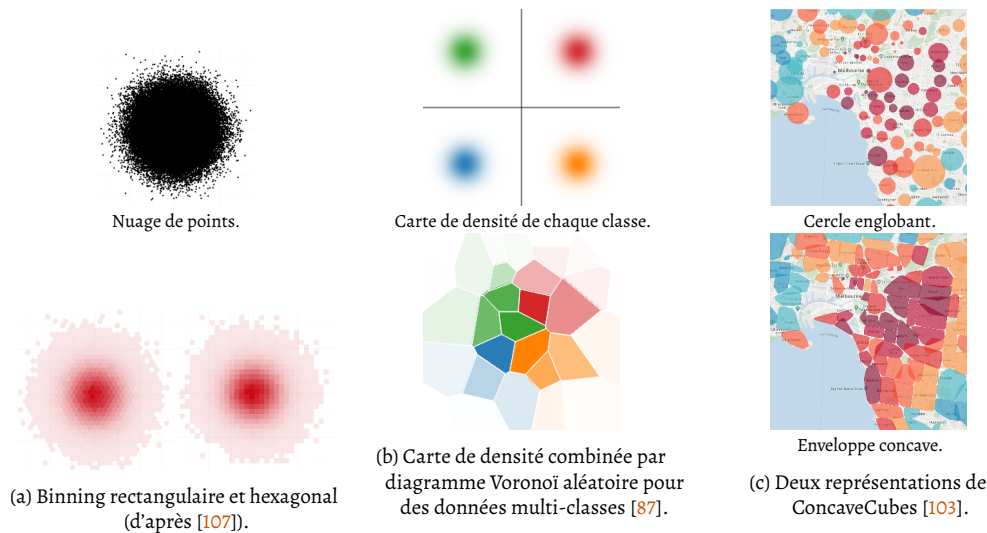 Nuage de points.
(a) Binning rectangulaire et hexagonal
(d'après [107]).
Carte de densité de chaque classe.
(b) Carte de densité combinée par
diagramme Voronoï aléatoire pour
des données multi-classes [87].
Melbourne
Cercle englobant.
Melbourne
Enveloppe concave.
(c) Deux représentations de
ConcaveCubes [103].